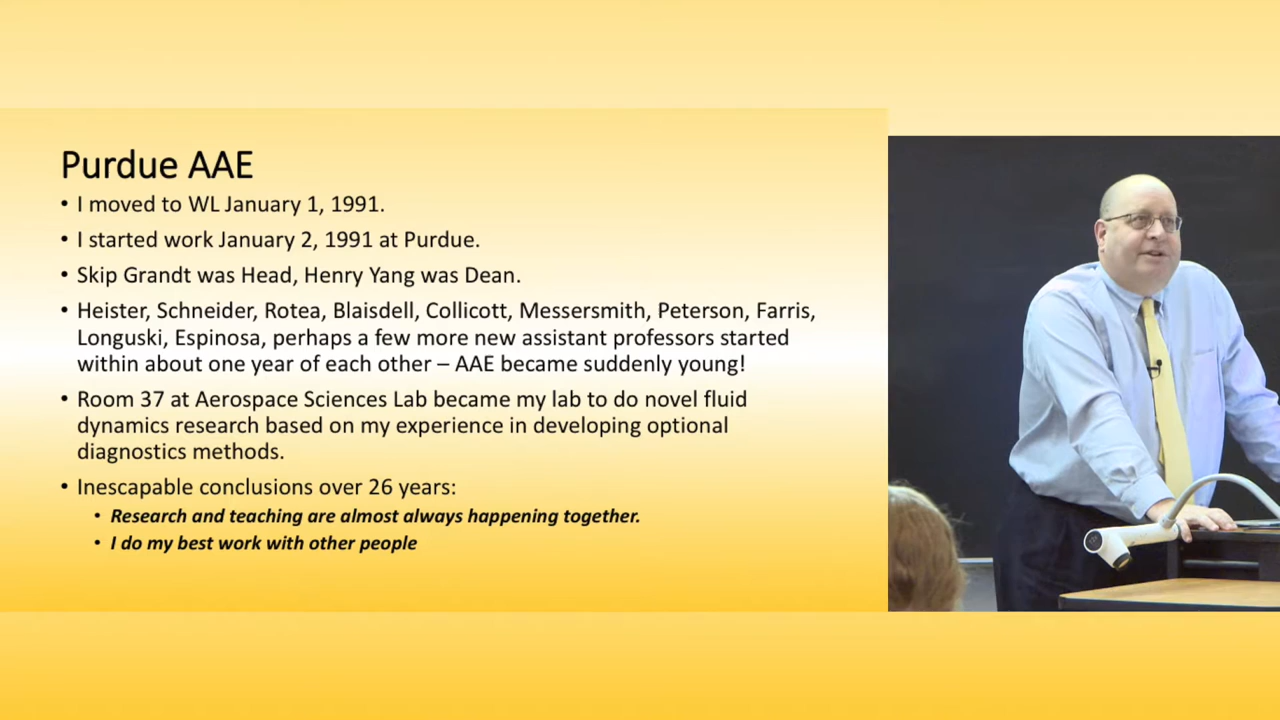 Purdue AAE
• I moved to WL January 1, 1991.
• I started work January 2, 1991 at Purdue.
• Skip Grandt was Head, Henry Yang was Dean.
• Heister, Schneider, Rotea, Blaisdell, Collicott, Messersmith, Peterson, Farris,
Longuski, Espinosa, perhaps a few more new assistant professors started
within about one year of each other – AAE became suddenly young!
• Room 37 at Aerospace Sciences Lab became my lab to do novel fluid
dynamics research based on my experience in developing optional
diagnostics methods.
• Inescapable conclusions over 26 years:
• Research and teaching are almost always happening together.
• I do my best work with other people